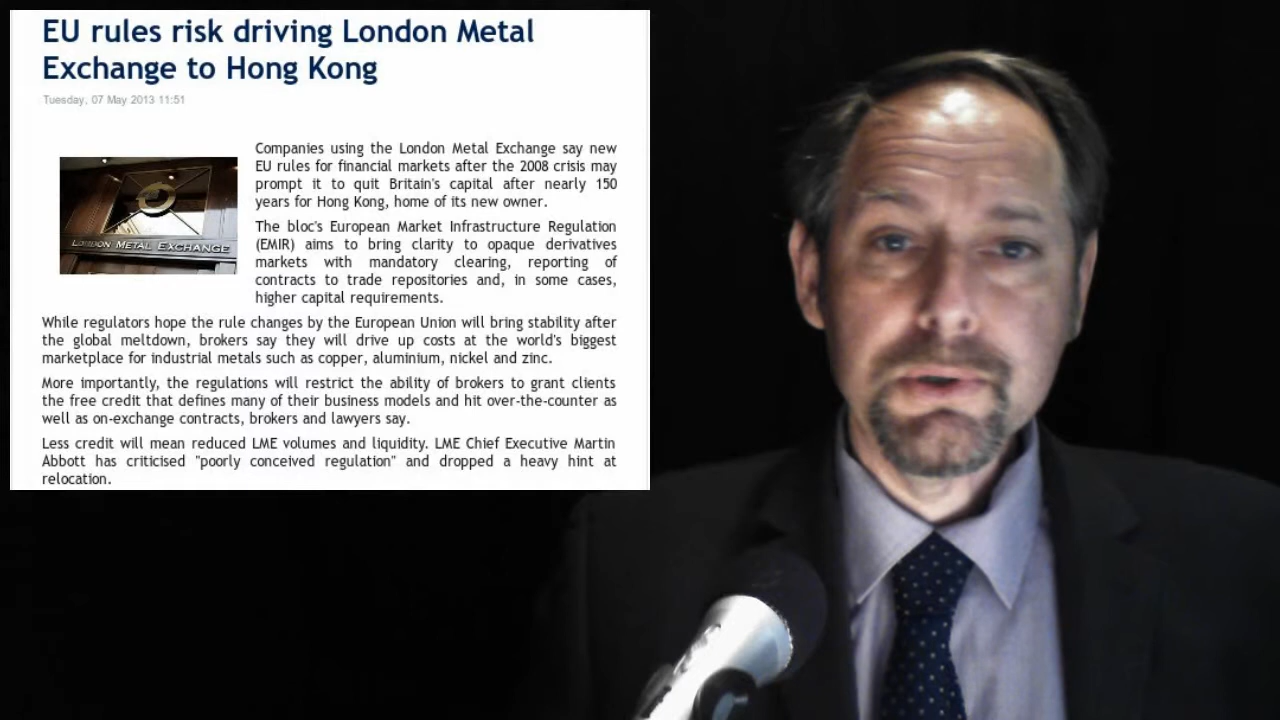 EU rules risk driving London Metal
Exchange to Hong Kong
Tuesday, 07 May 2013 11:51
Companies using the London Metal Exchange say new
EU rules for financial markets after the 2008 crisis may
prompt it to quit Britain's capital after nearly 150
years for Hong Kong, home of its new owner.
LONDON METAL EXCHANGE
The bloc's European Market Infrastructure Regulation
(EMIR) aims to bring clarity to opaque derivatives
markets with mandatory clearing, reporting of
contracts to trade repositories and, in some cases,
higher capital requirements.
While regulators hope the rule changes by the European Union will bring stability after
the global meltdown, brokers say they will drive up costs at the world's biggest
marketplace for industrial metals such as copper, aluminium, nickel and zinc.
More importantly, the regulations will restrict the ability of brokers to grant clients
the free credit that defines many of their business models and hit over-the-counter as
well as on-exchange contracts, brokers and lawyers say.
Less credit will mean reduced LME volumes and liquidity. LME Chief Executive Martin
Abbott has criticised "poorly conceived regulation" and dropped a heavy hint at
relocation.